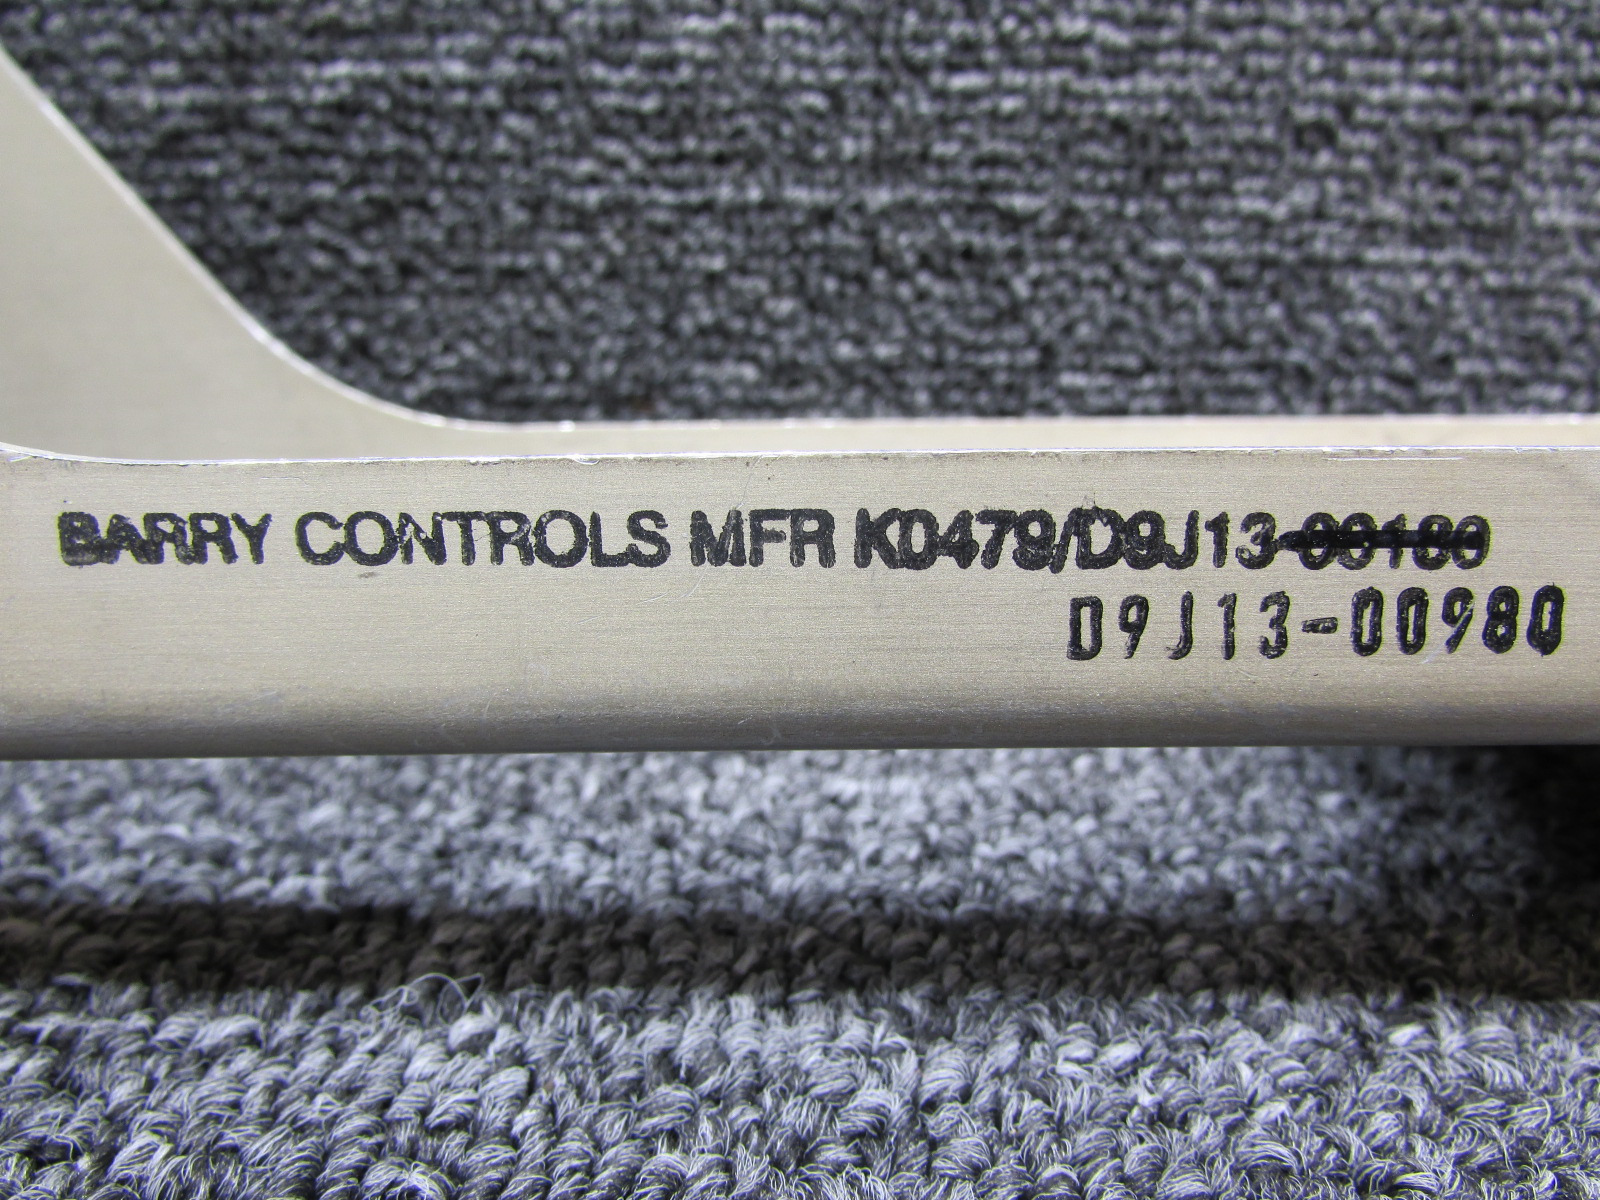 BARRY CONTROLS MFR K0479/D9J13-00180
D9J13-00980